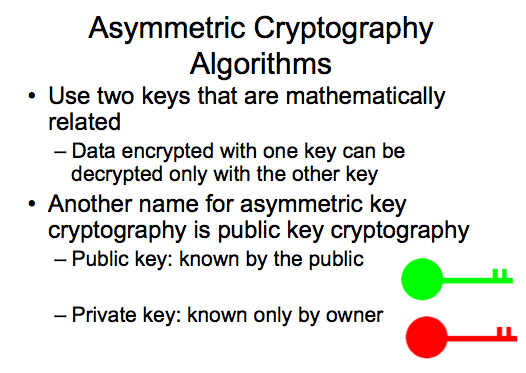 Asymmetric Cryptography
Algorithms
• Use two keys that are mathematically
related
– Data encrypted with one key can be
decrypted only with the other key
• Another name for asymmetric key
cryptography is public key cryptography
– Public key: known by the public
– Private key: known only by owner